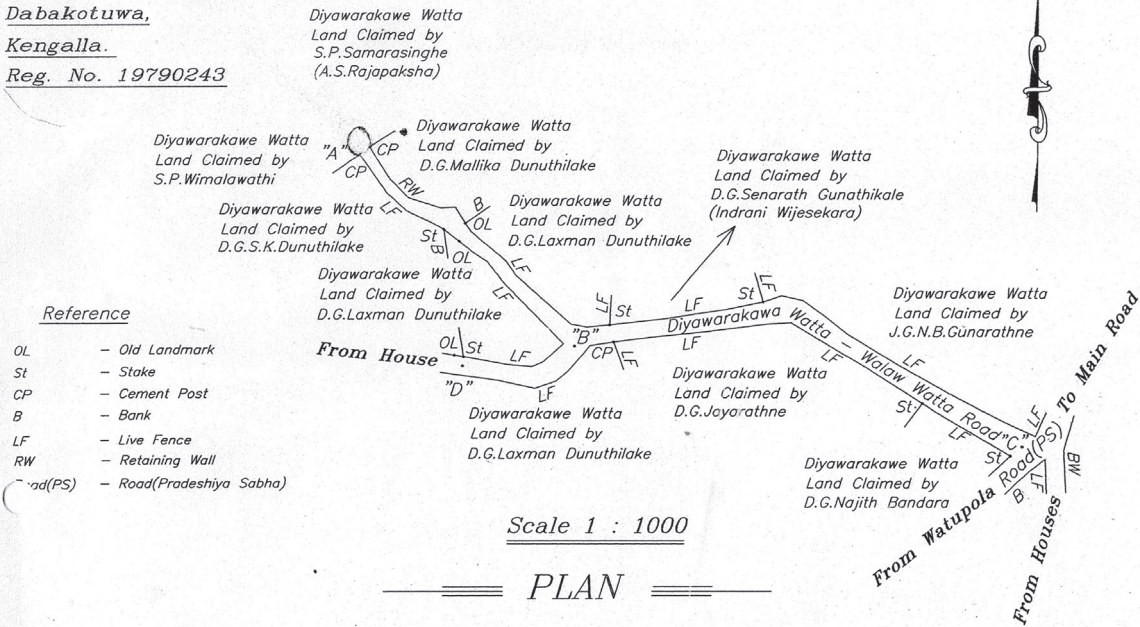 Dabakotuwa,
Kengalla.
Reg. No. 19790243
Diyawarakawe Watta
Land Claimed by
S.P.Samarasinghe
(A.S.Rajapaksha)
Diyawarakawe Watta
Land Claimed by
S.P.Wimalawathi
"A"
CP
CP
Diyawarakawe Watta
Land Claimed by
D.G.Mallika Dunuthilake
RW
Diyawarakawe Watta
Land Claimed by
D.G.Senarath Gunathikale
(Indrani Wijesekara)
Diyawarakawe Watta
Land Claimed by
D.G.S.K.Dunuthilake
LF
B
OL
Diyawarakawe Watta
Land Claimed by
D.G.Laxman Dunuthilake
St
B
OL
LF
LF
Diyawarakawe Watta
Land Claimed by
D.G.Laxman Dunuthilake
From House
OL
St
LF
"D"
LF
"B"
LF
St
CP
LF
LF
LF
St
LF
Diyawarakawa Watta – Walaw Watta Road
Diyawarakawe Watta
Land Claimed by
J.G.N.B.Gunarathne
LF
LF
Diyawarakawe Watta
Land Claimed by
D.G.Jayarathne
Diyawarakawe Watta
Land Claimed by
D.G.Laxman Dunuthilake
St
LF
"C"
LF
St
Road(PS)
To Main Road
BW
B
LF
Diyawarakawe Watta
Land Claimed by
D.G.Najith Bandara
From Watupola
From Houses
Reference
OL – Old Landmark
St – Stake
CP – Cement Post
B – Bank
LF – Live Fence
RW – Retaining Wall
ad(PS) – Road(Pradeshiya Sabha)
Scale 1 : 1000
PLAN